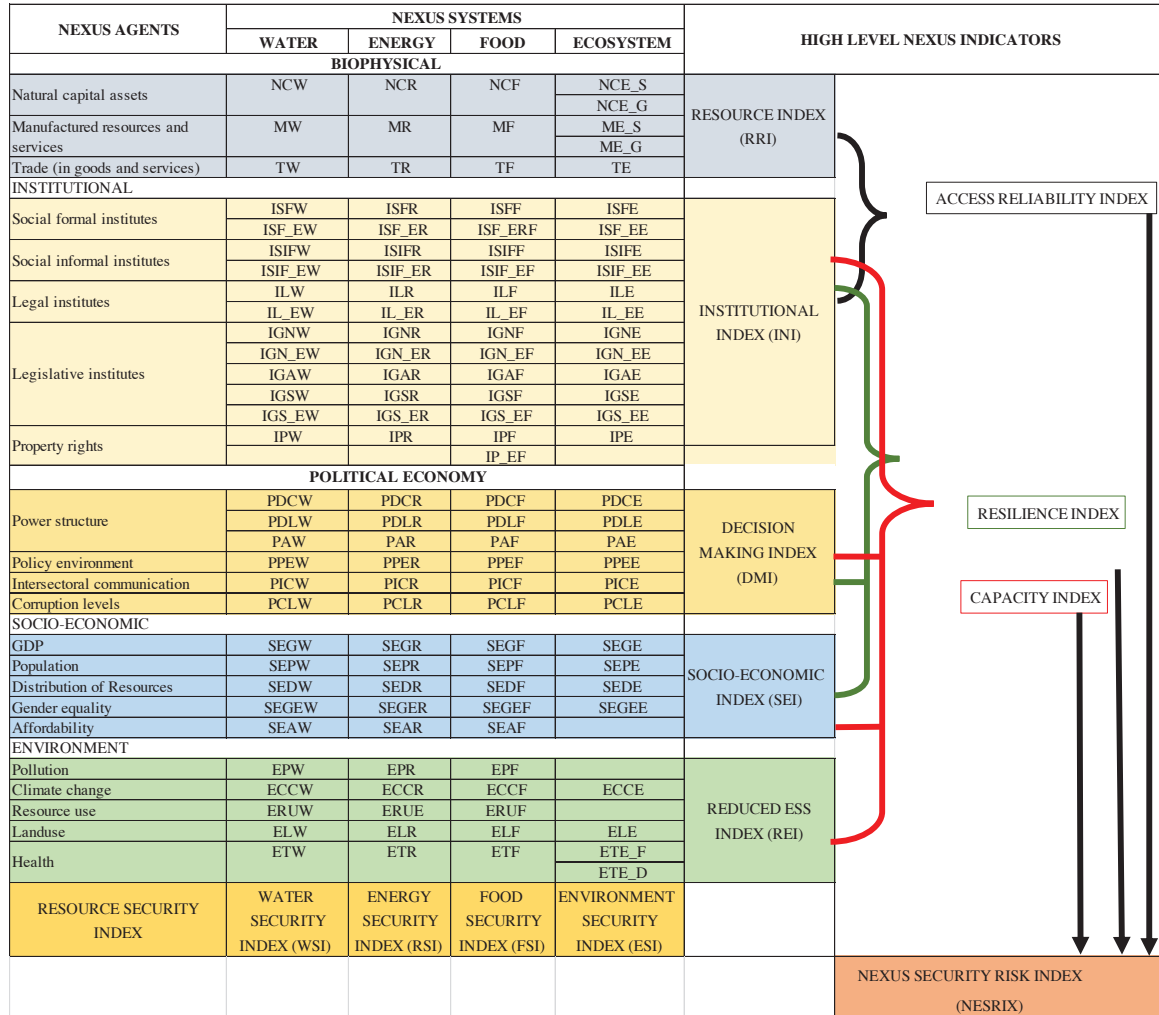 NEXUS AGENTS NEXUS SYSTEMS HIGH LEVEL NEXUS INDICATORS
WATER ENERGY FOOD ECOSYSTEM
BIOPHYSICAL
Natural capital assets NCW NCR NCF NCE_S
NCE_G
RESOURCE INDEX
(RRI)
Manufactured resources and
services
MW MR MF ME_S
ME_G
Trade (in goods and services) TW TR TF TE
INSTITUTIONAL
ACCESS RELIABILITY INDEX
Social formal institutes ISFW ISFR ISFF ISFE
ISF_EW ISF_ER ISF_ERF ISF_EE
Social informal institutes ISIFW ISIFR ISIFF ISIFE
ISIF_EW ISIF_ER ISIF_EF ISIF_EE
Legal institutes ILW ILR ILF ILE
IL_EW IL_ER IL_EF IL_EE
INSTITUTIONAL
INDEX (INI)
Legislative institutes IGNW IGNR IGNF IGNE
IGN_EW IGN_ER IGN_EF IGN_EE
IGAW IGAR IGAF IGAE
IGSW IGSR IGSF IGSE
IGS_EW IGS_ER IGS_EF IGS_EE
Property rights IPW IPR IPF IPE
IP_EF
POLITICAL ECONOMY
Power structure PDCW PDCR PDCF PDCE
PDLW PDLR PDLF PDLE
PAW PAR PAF PAE
DECISION
MAKING INDEX
(DMI)
RESILIENCE INDEX
Policy environment PPEW PPER PPEF PPEE
Intersectoral communication PICW PICR PICF PICE
Corruption levels PCLW PCLR PCLF PCLE
CAPACITY INDEX
SOCIO-ECONOMIC
GDP SEGW SEGR SEGF SEGE
Population SEPW SEPR SEPF SEPE
Distribution of Resources SEDW SEDR SEDF SEDE
Gender equality SEGEW SEGER SEGEF SEGEE
Affordability SEAW SEAR SEAF
SOCIO-ECONOMIC
INDEX (SEI)
ENVIRONMENT
Pollution EPW EPR EPF
Climate change ECCW ECCR ECCF ECCE
Resource use ERUW ERUE ERUF
Landuse ELW ELR ELF ELE
Health ETW ETR ETF ETE_F
ETE_D
REDUCED ESS
INDEX (REI)
RESOURCE SECURITY
INDEX
WATER
SECURITY
INDEX (WSI)
ENERGY
SECURITY
INDEX (RSI)
FOOD
SECURITY
INDEX (FSI)
ENVIRONMENT
SECURITY
INDEX (ESI)
NEXUS SECURITY RISK INDEX
(NESRIX)